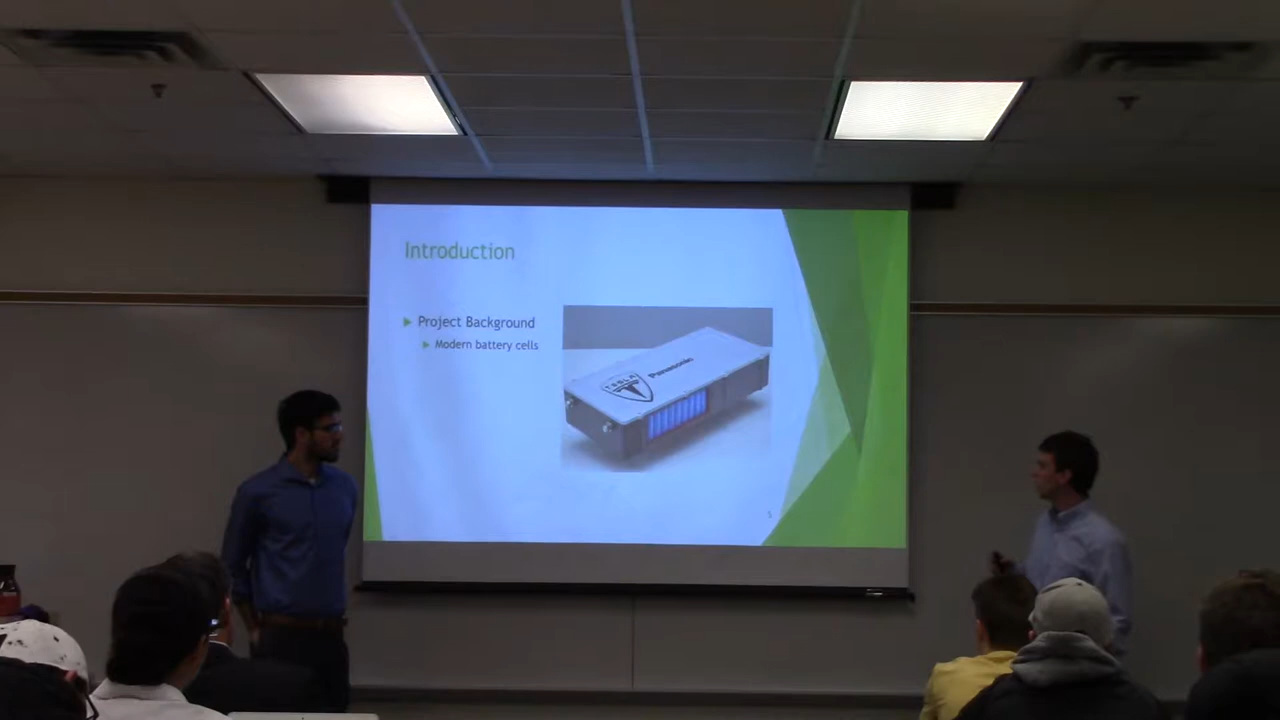 Introduction
Project Background
Modern battery cells
TESLA
Panasonic